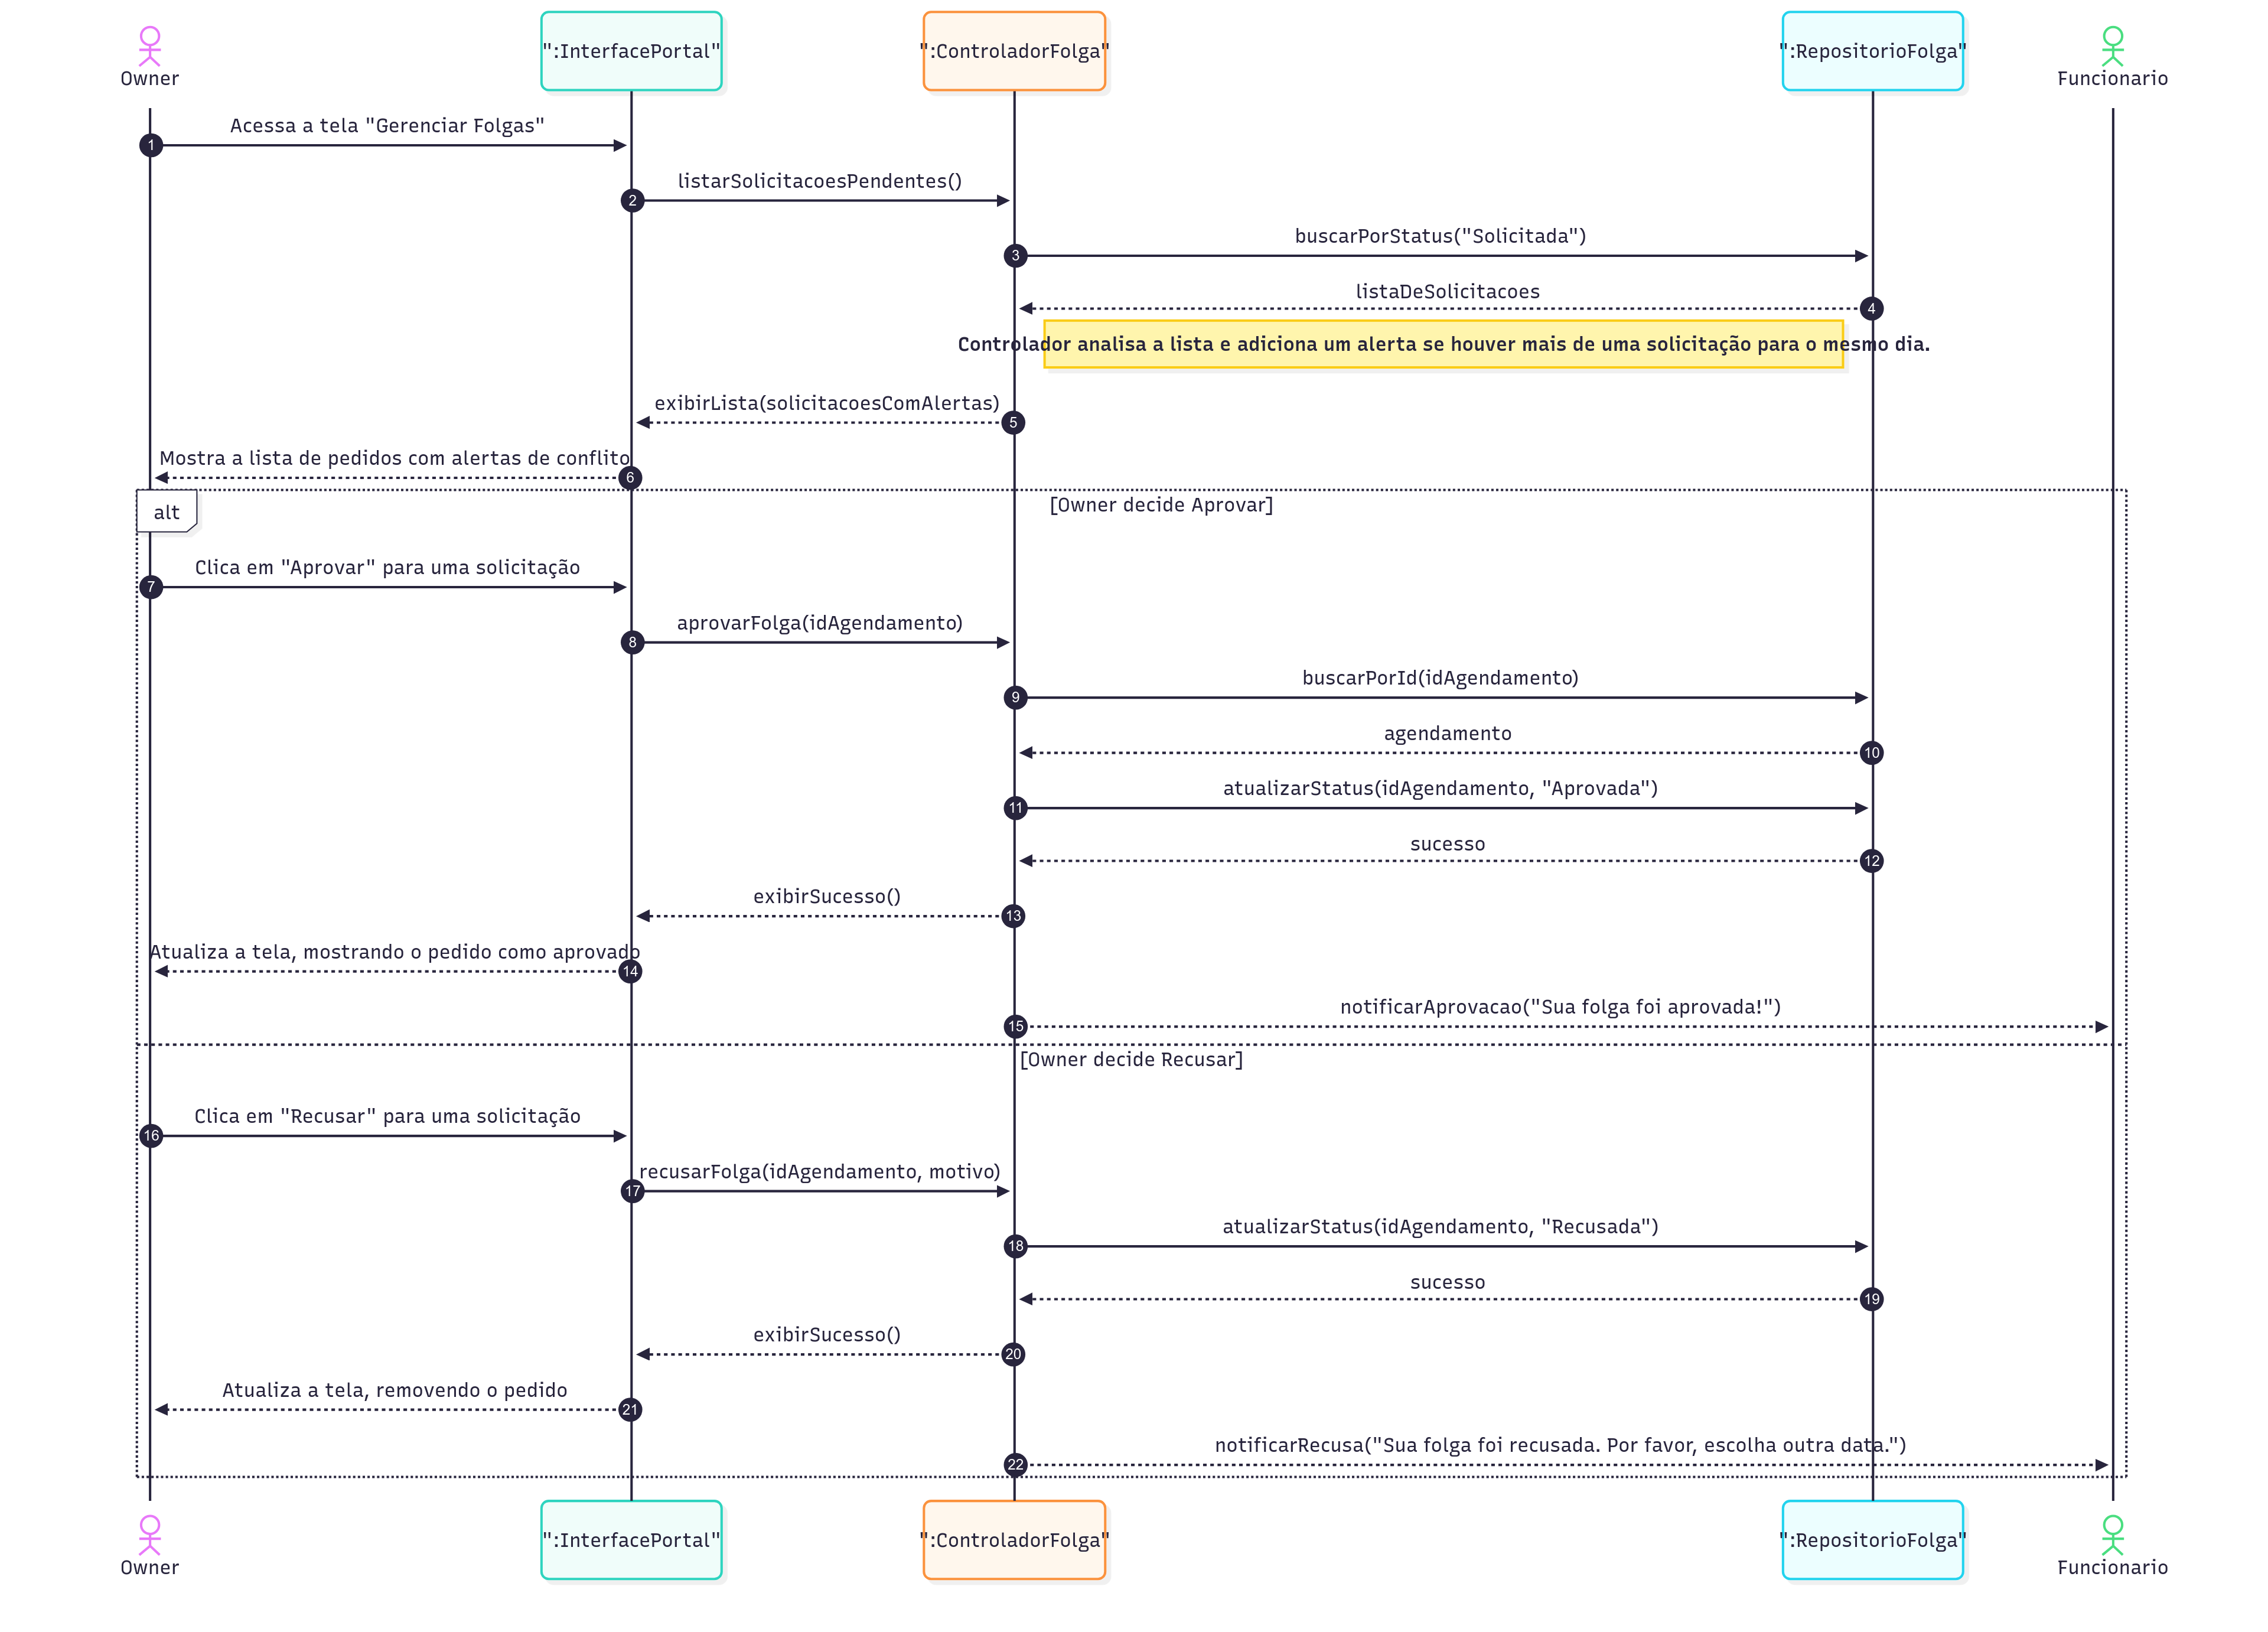 Owner
":InterfacePortal"
":ControladorFolga"
":RepositorioFolga"
Funcionario
Acessa a tela "Gerenciar Folgas"
1
listarSolicitacoesPendentes()
2
buscarPorStatus("Solicitada")
3
listaDeSolicitacoes
4
Controlador analisa a lista e adiciona um alerta se houver mais de uma solicitação para o mesmo dia.
exibirLista(solicitacoesComAlertas)
5
Mostra a lista de pedidos com alertas de conflito
6
alt
[Owner decide Aprovar]
Clica em "Aprovar" para uma solicitação
7
aprovarFolga(idAgendamento)
8
buscarPorId(idAgendamento)
9
agendamento
10
atualizarStatus(idAgendamento, "Aprovada")
11
sucesso
12
exibirSucesso()
13
Atualiza a tela, mostrando o pedido como aprovado
14
notificarAprovacao("Sua folga foi aprovada!")
15
[Owner decide Recusar]
Clica em "Recusar" para uma solicitação
16
recusarFolga(idAgendamento, motivo)
17
atualizarStatus(idAgendamento, "Recusada")
18
sucesso
19
exibirSucesso()
20
Atualiza a tela, removendo o pedido
21
notificarRecusa("Sua folga foi recusada. Por favor, escolha outra data.")
22
Owner
":InterfacePortal"
":ControladorFolga"
":RepositorioFolga"
Funcionario